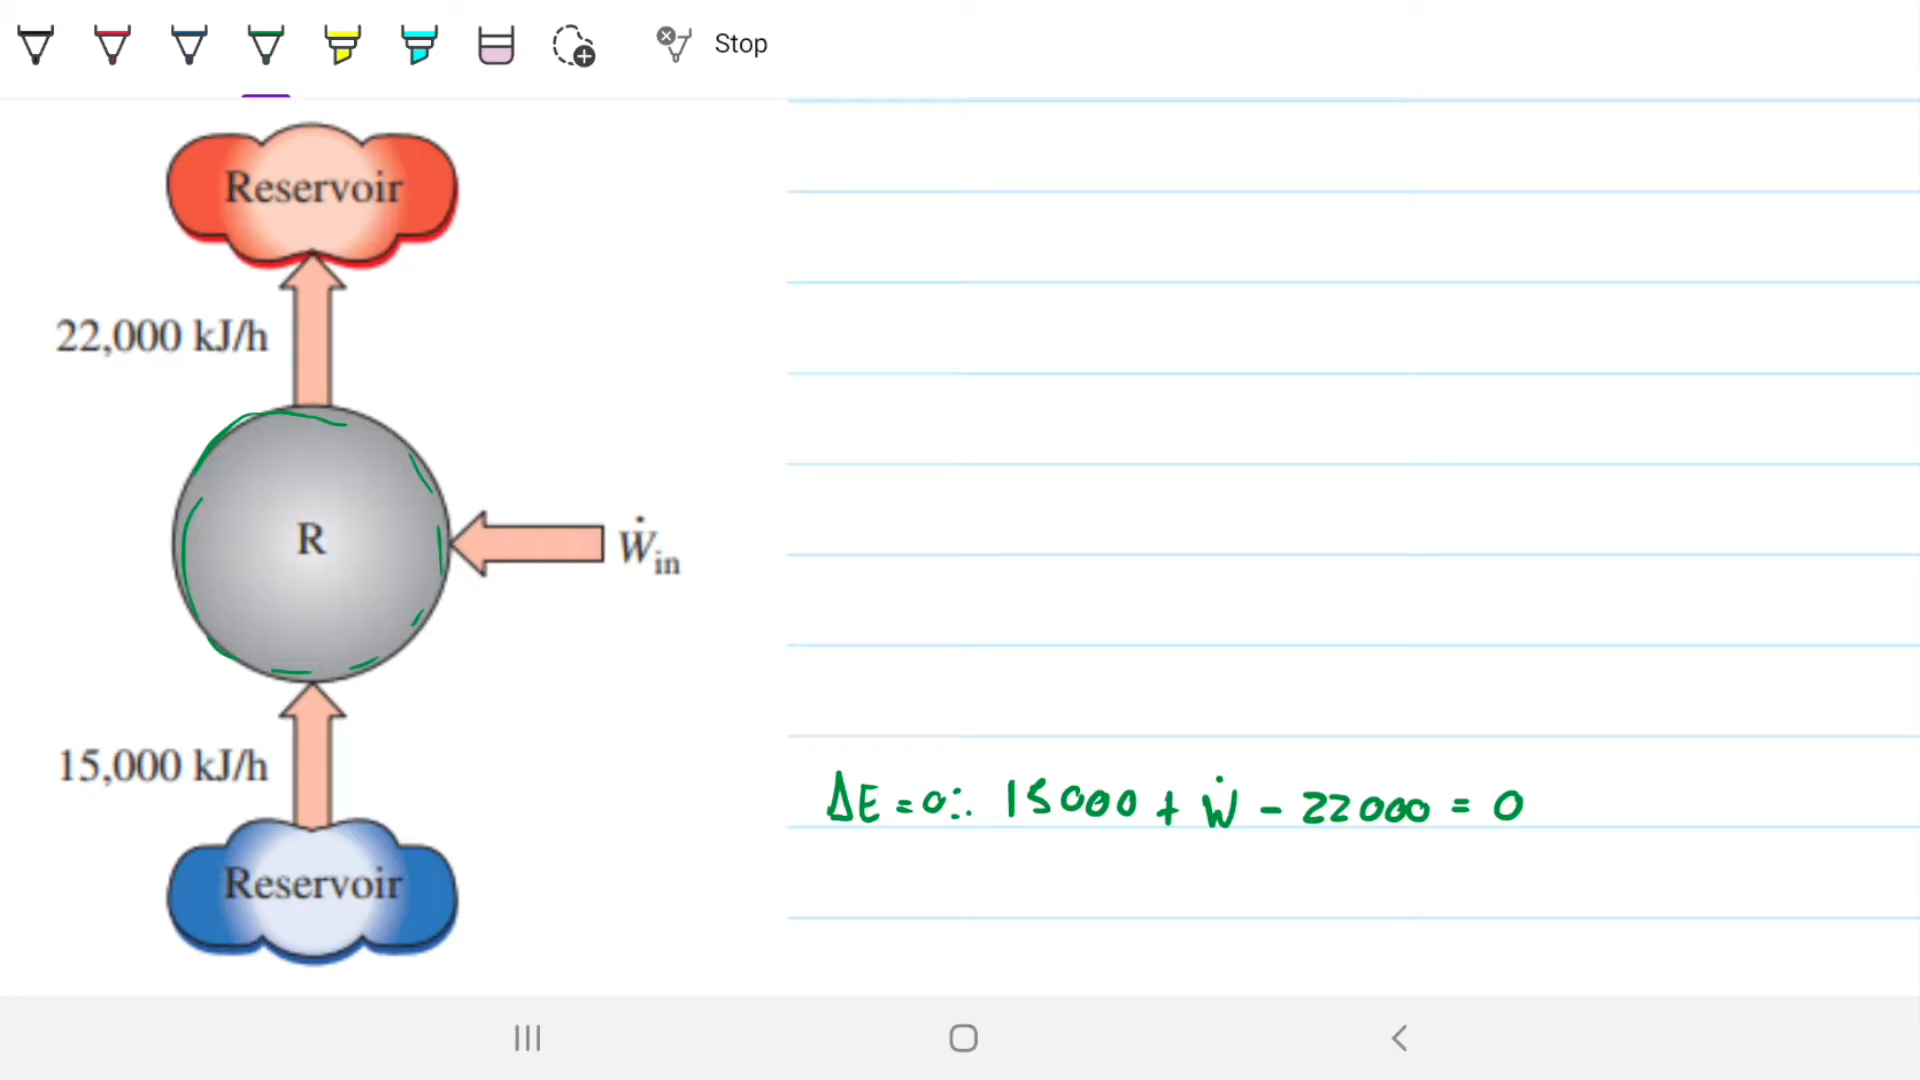 Stop
Reservoir
22,000 kJ/h
R
Ẇin
15,000 kJ/h
Reservoir
ΔE = 0 ∴ 15000 + Ẇ - 22000 = 0